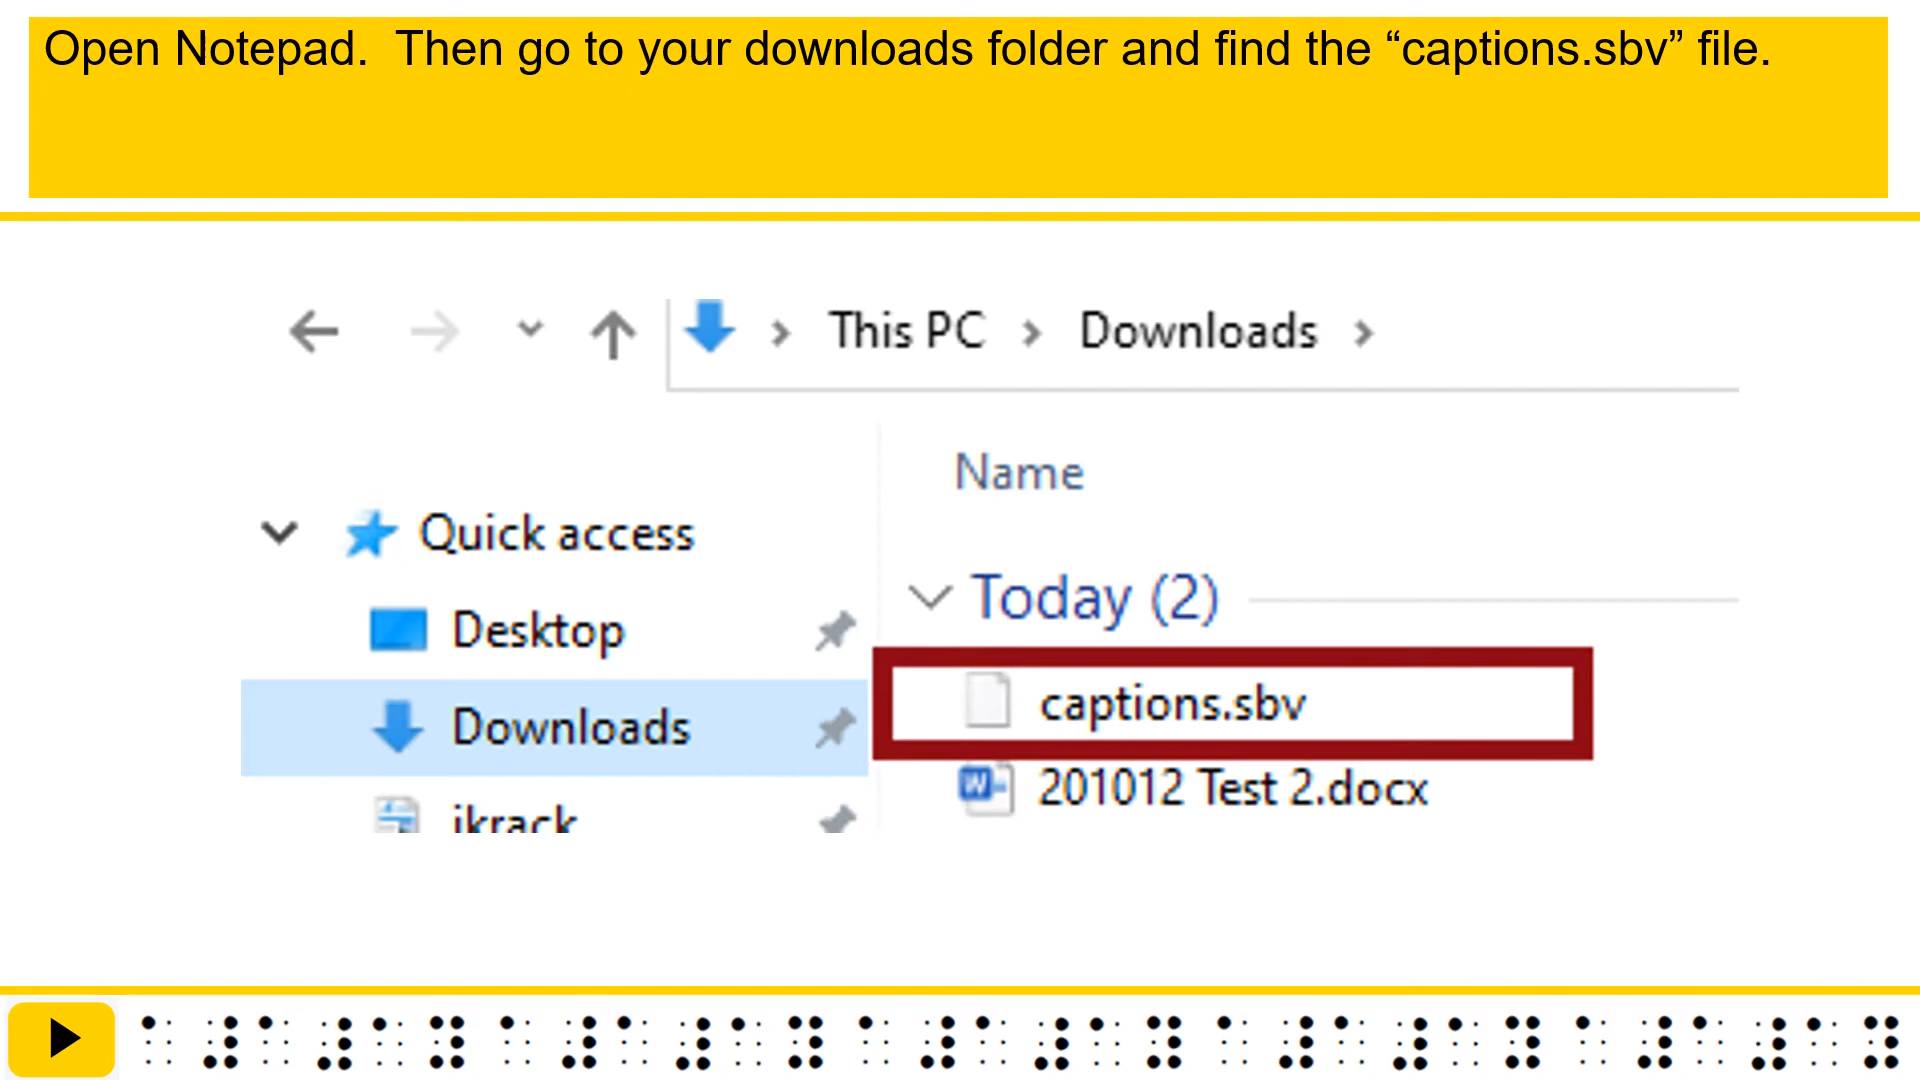 Open Notepad.  Then go to your downloads folder and find the “captions.sbv” file.
This PC > Downloads >
Name
Quick access
Today (2)
Desktop
captions.sbv
Downloads
201012 Test 2.docx
ikrack